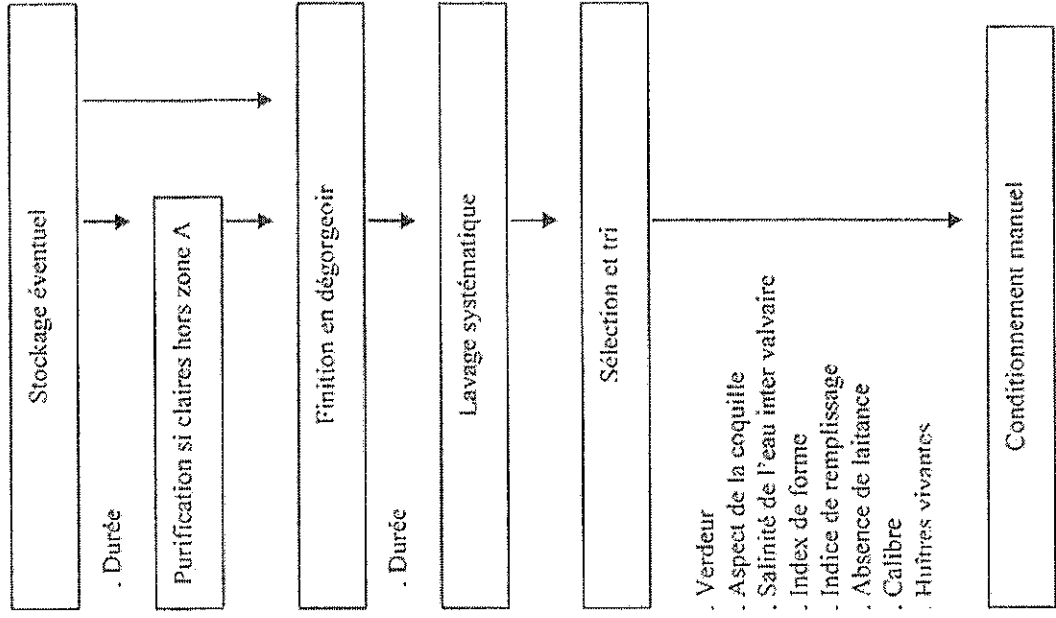 Stockage éventuel
. Durée
Purification si claires hors zone A
Finition en dégorgeoir
. Durée
Lavage systématique
Sélection et tri
. Verdeur
. Aspect de la coquille
. Salinité de l'eau inter valvaire
. Index de forme
. Indice de remplissage
. Absence de laitance
. Calibre
. Huîtres vivantes
Conditionnement manuel